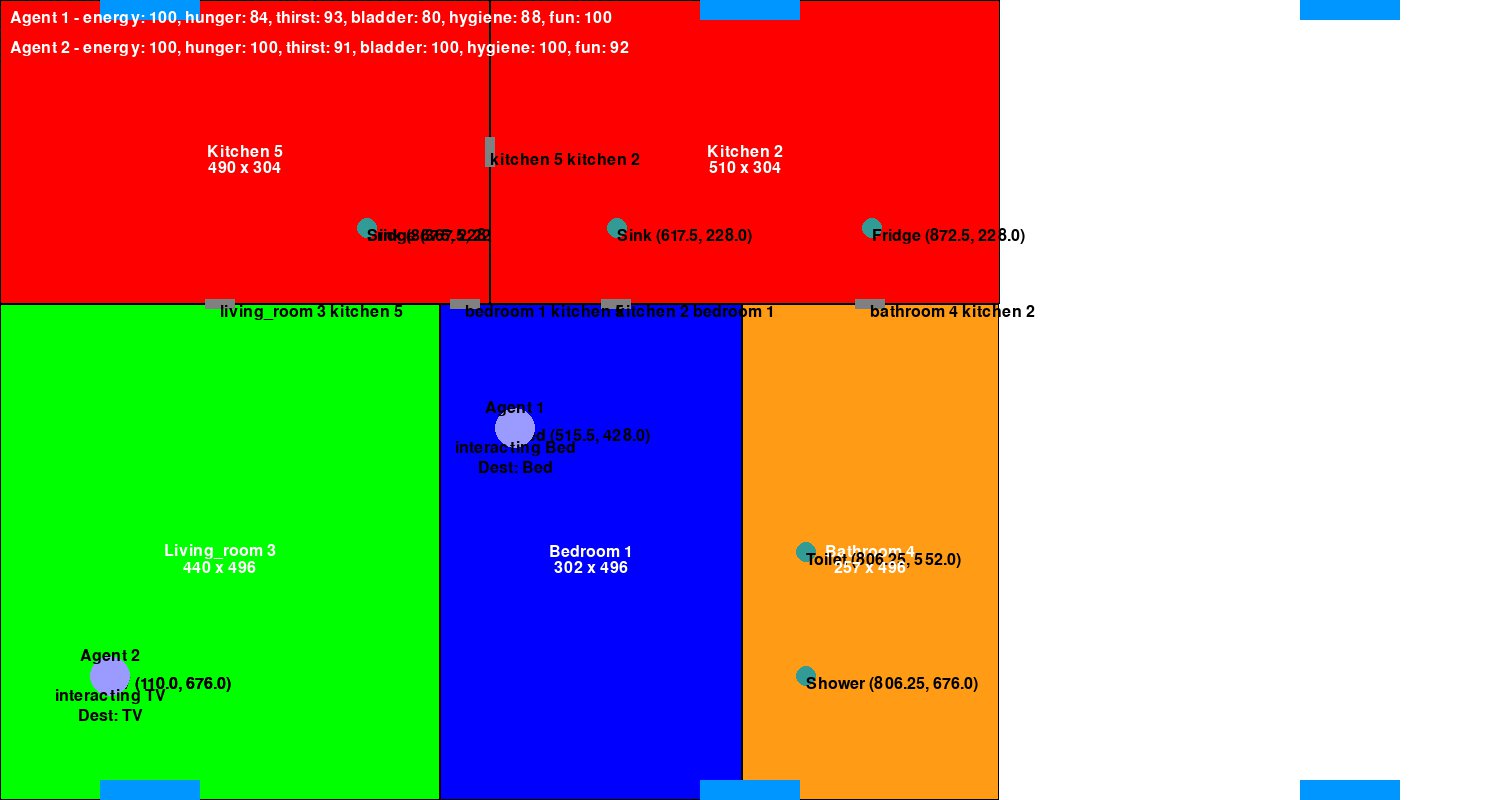 Agent 1 - energy: 100, hunger: 84, thirst: 93, bladder: 80, hygiene: 88, fun: 100
Agent 2 - energy: 100, hunger: 100, thirst: 91, bladder: 100, hygiene: 100, fun: 92
Kitchen 5
490 x 304
kitchen 5 kitchen 2
Kitchen 2
510 x 304
Sink (617.5, 228.0)
Fridge (872.5, 228.0)
living_room 3 kitchen 5
bedroom 1 kitchen
kitchen 2 bedroom 1
bathroom 4 kitchen 2
Agent 1
(515.5, 428.0)
interacting Bed
Dest: Bed
Living_room 3
440 x 496
Bedroom 1
302 x 496
Bathroom 4
Toilet (806.25, 552.0)
257 x 496
Agent 2
(110.0, 676.0)
interacting TV
Dest: TV
Shower (806.25, 676.0)